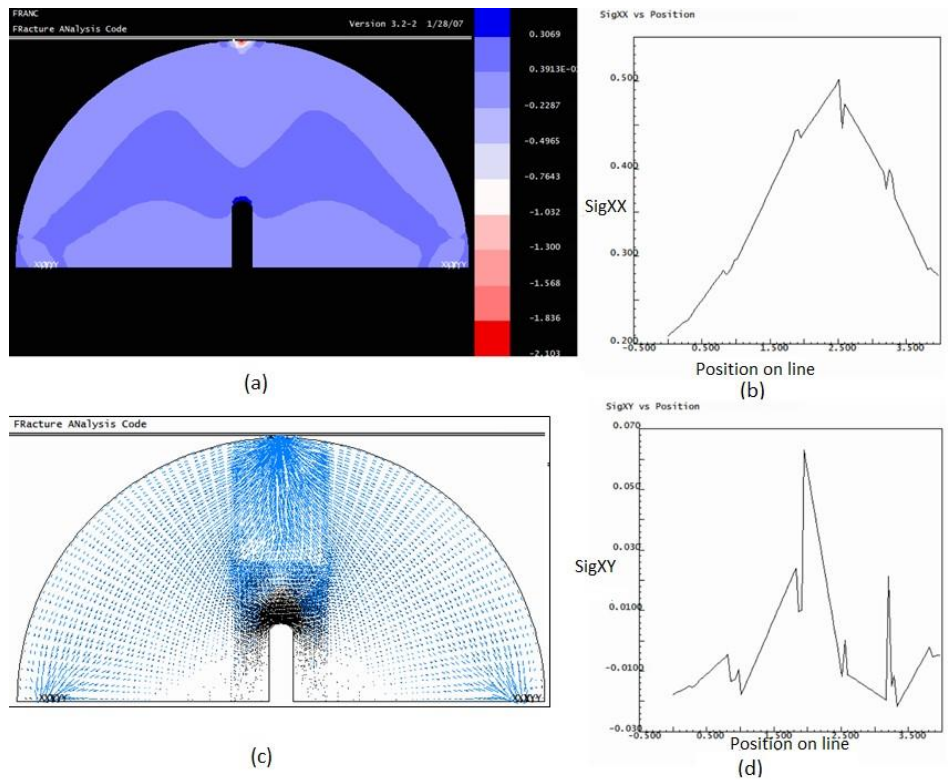 FRANC
Version 3.2-2 1/28/07
FRacture ANalysis Code
0.3069
0.3913E-0
-0.2287
-0.4965
-0.7643
-1.032
-1.300
-1.568
-1.836
-2.103
(a)
SigXX vs Position
0.500
0.400
SigXX
0.300
0.200
-0.500 0.500 1.500 2.500 3.500
Position on line
(b)
FRacture ANalysis Code
(c)
SigXY vs Position
0.070
0.050
0.030
SigXY
0.0100
-0.0100
-0.030
-0.500 0.500 1.500 2.500 3.500
Position on line
(d)